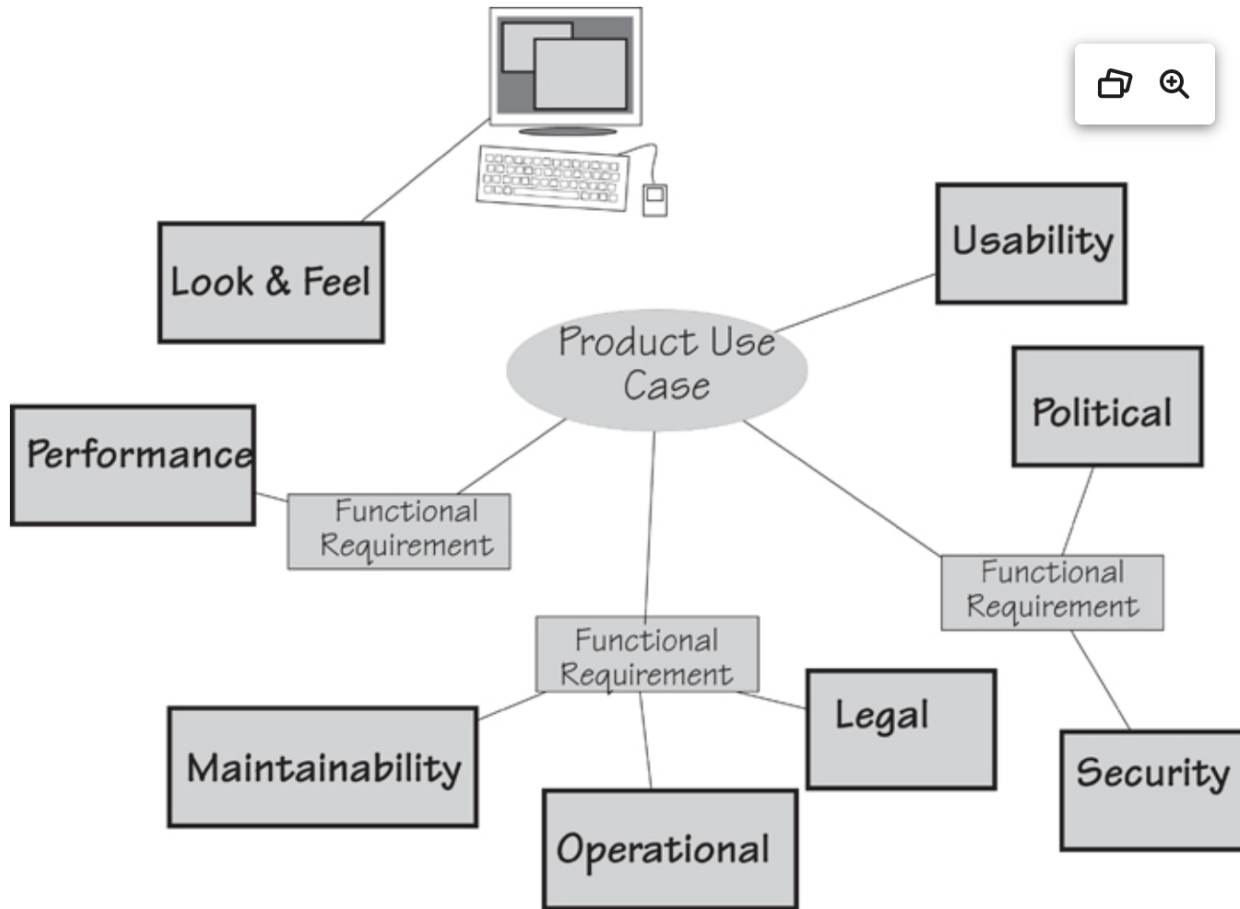 Look & Feel
Usability
Product Use
Case
Political
Performance
Functional
Requirement
Functional
Requirement
Functional
Requirement
Legal
Maintainability
Security
Operational